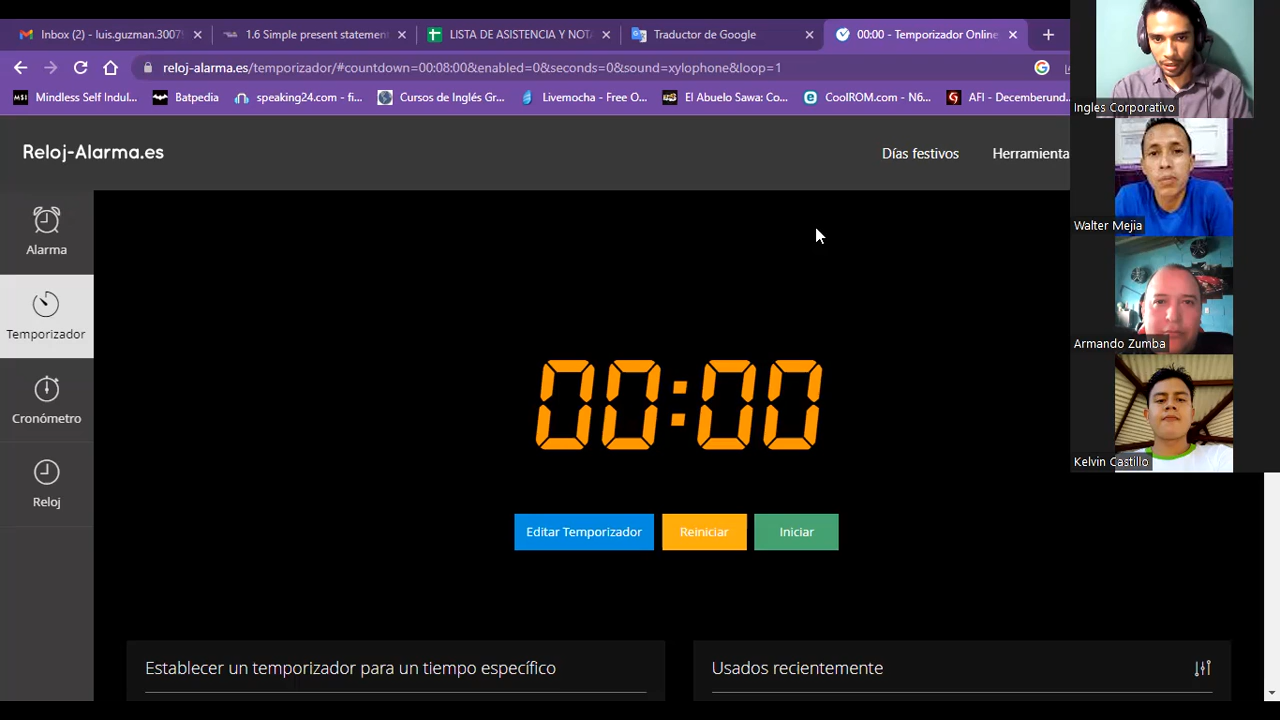 Inbox (2) - luis.guzman.3007
1.6 Simple present statement
LISTA DE ASISTENCIA Y NOTA
Traductor de Google
00:00 - Temporizador Online
reloj-alarma.es/temporizador/#countdown=00:08:00&enabled=0&seconds=0&sound=xylophone&loop=1
Mindless Self Indul...
Batpedia
speaking24.com - fi...
Cursos de Inglés Gr...
Livemocha - Free O...
El Abuelo Sawa: Co...
CoolROM.com - N6...
AFI - Decemberund...
Reloj-Alarma.es
Días festivos
Herramienta
Alarma
Temporizador
Cronómetro
Reloj
00:00
Editar Temporizador
Reiniciar
Iniciar
Establecer un temporizador para un tiempo específico
Usados recientemente
Ingles Corporativo
Walter Mejia
Armando Zumba
Kelvin Castillo